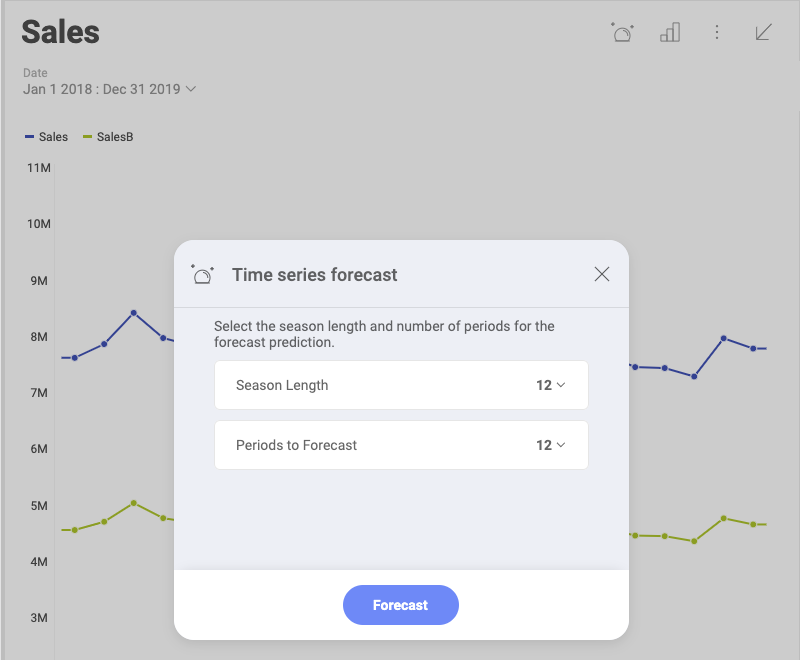 Sales
Date
Jan 1 2018 : Dec 31 2019
Sales SalesB
11M
10M
9M
8M
7M
6M
5M
4M
3M
Time series forecast
Select the season length and number of periods for the
forecast prediction.
Season Length 12
Periods to Forecast 12
Forecast